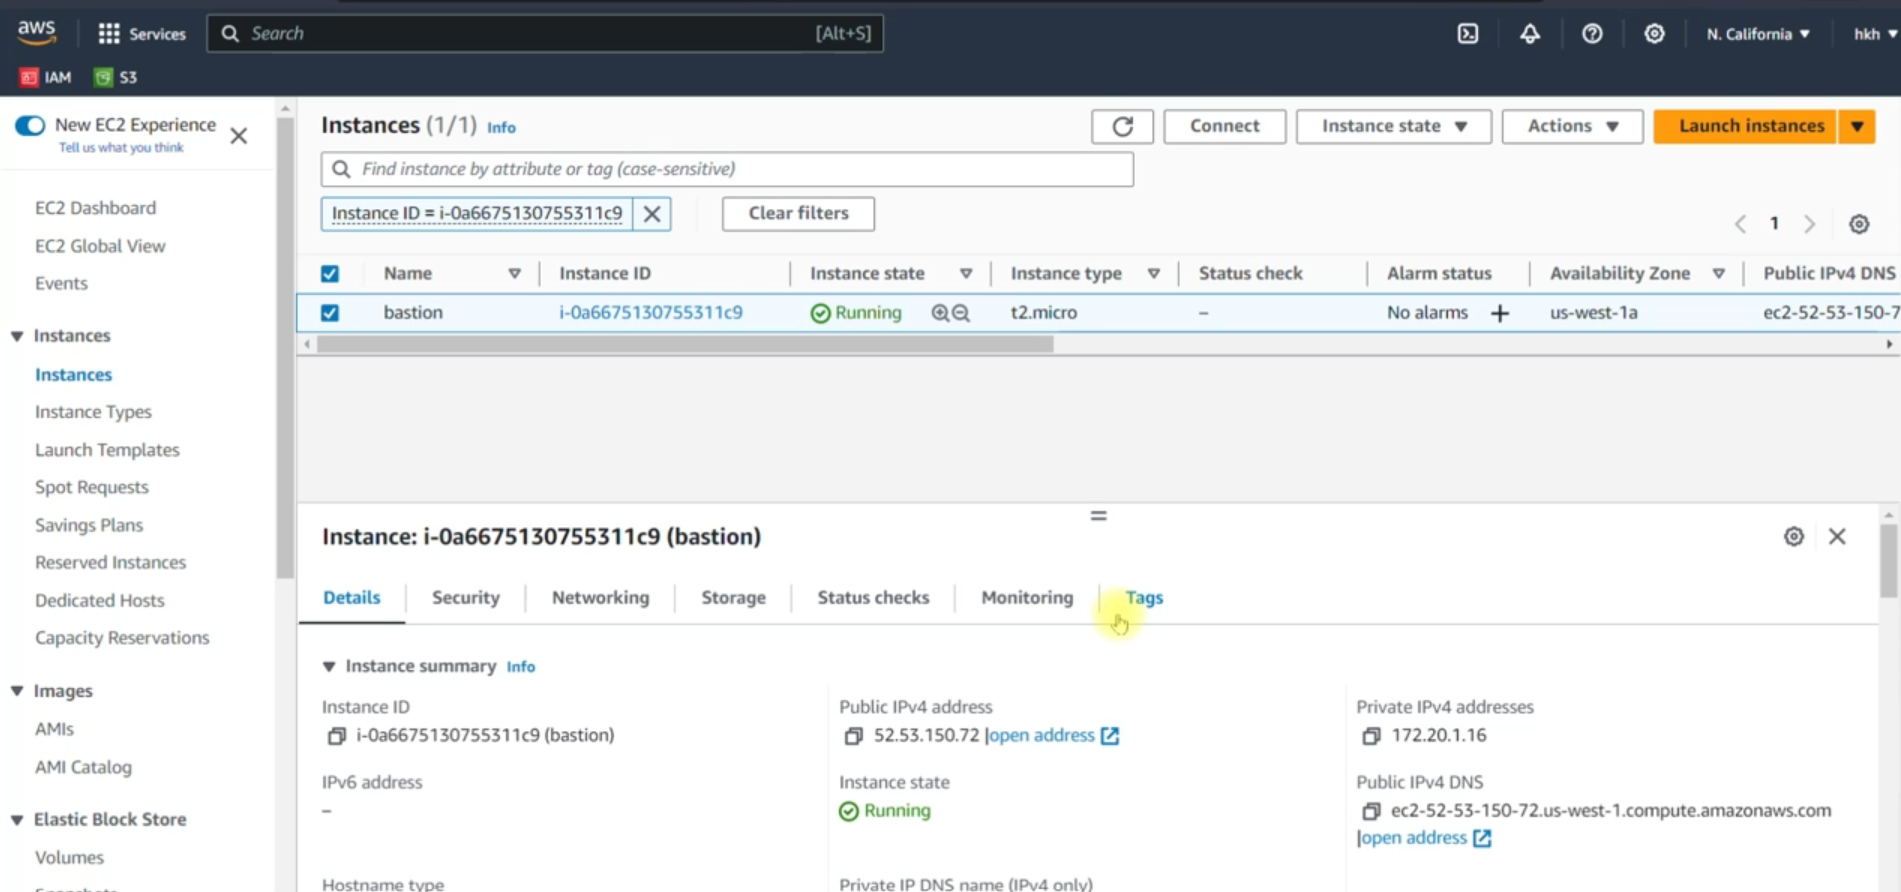 aws
Services
Search
[Alt+S]
N. California
hkh
IAM
S3
New EC2 Experience
Tell us what you think
EC2 Dashboard
EC2 Global View
Events
Instances
Instances
Instance Types
Launch Templates
Spot Requests
Savings Plans
Reserved Instances
Dedicated Hosts
Capacity Reservations
Images
AMIs
AMI Catalog
Elastic Block Store
Volumes
Instances (1/1) Info
Connect
Instance state
Actions
Launch instances
Find instance by attribute or tag (case-sensitive)
Instance ID = i-0a6675130755311c9
Clear filters
1
Name Instance ID Instance state Instance type Status check Alarm status Availability Zone Public IPv4 DNS
bastion i-0a6675130755311c9 Running t2.micro – No alarms + us-west-1a ec2-52-53-150-7
Instance: i-0a6675130755311c9 (bastion)
Details Security Networking Storage Status checks Monitoring Tags
Instance summary Info
Instance ID
i-0a6675130755311c9 (bastion)
Public IPv4 address
52.53.150.72 |open address
Private IPv4 addresses
172.20.1.16
IPv6 address
–
Instance state
Running
Public IPv4 DNS
ec2-52-53-150-72.us-west-1.compute.amazonaws.com
|open address
Hostname type
Private IP DNS name (IPv4 only)